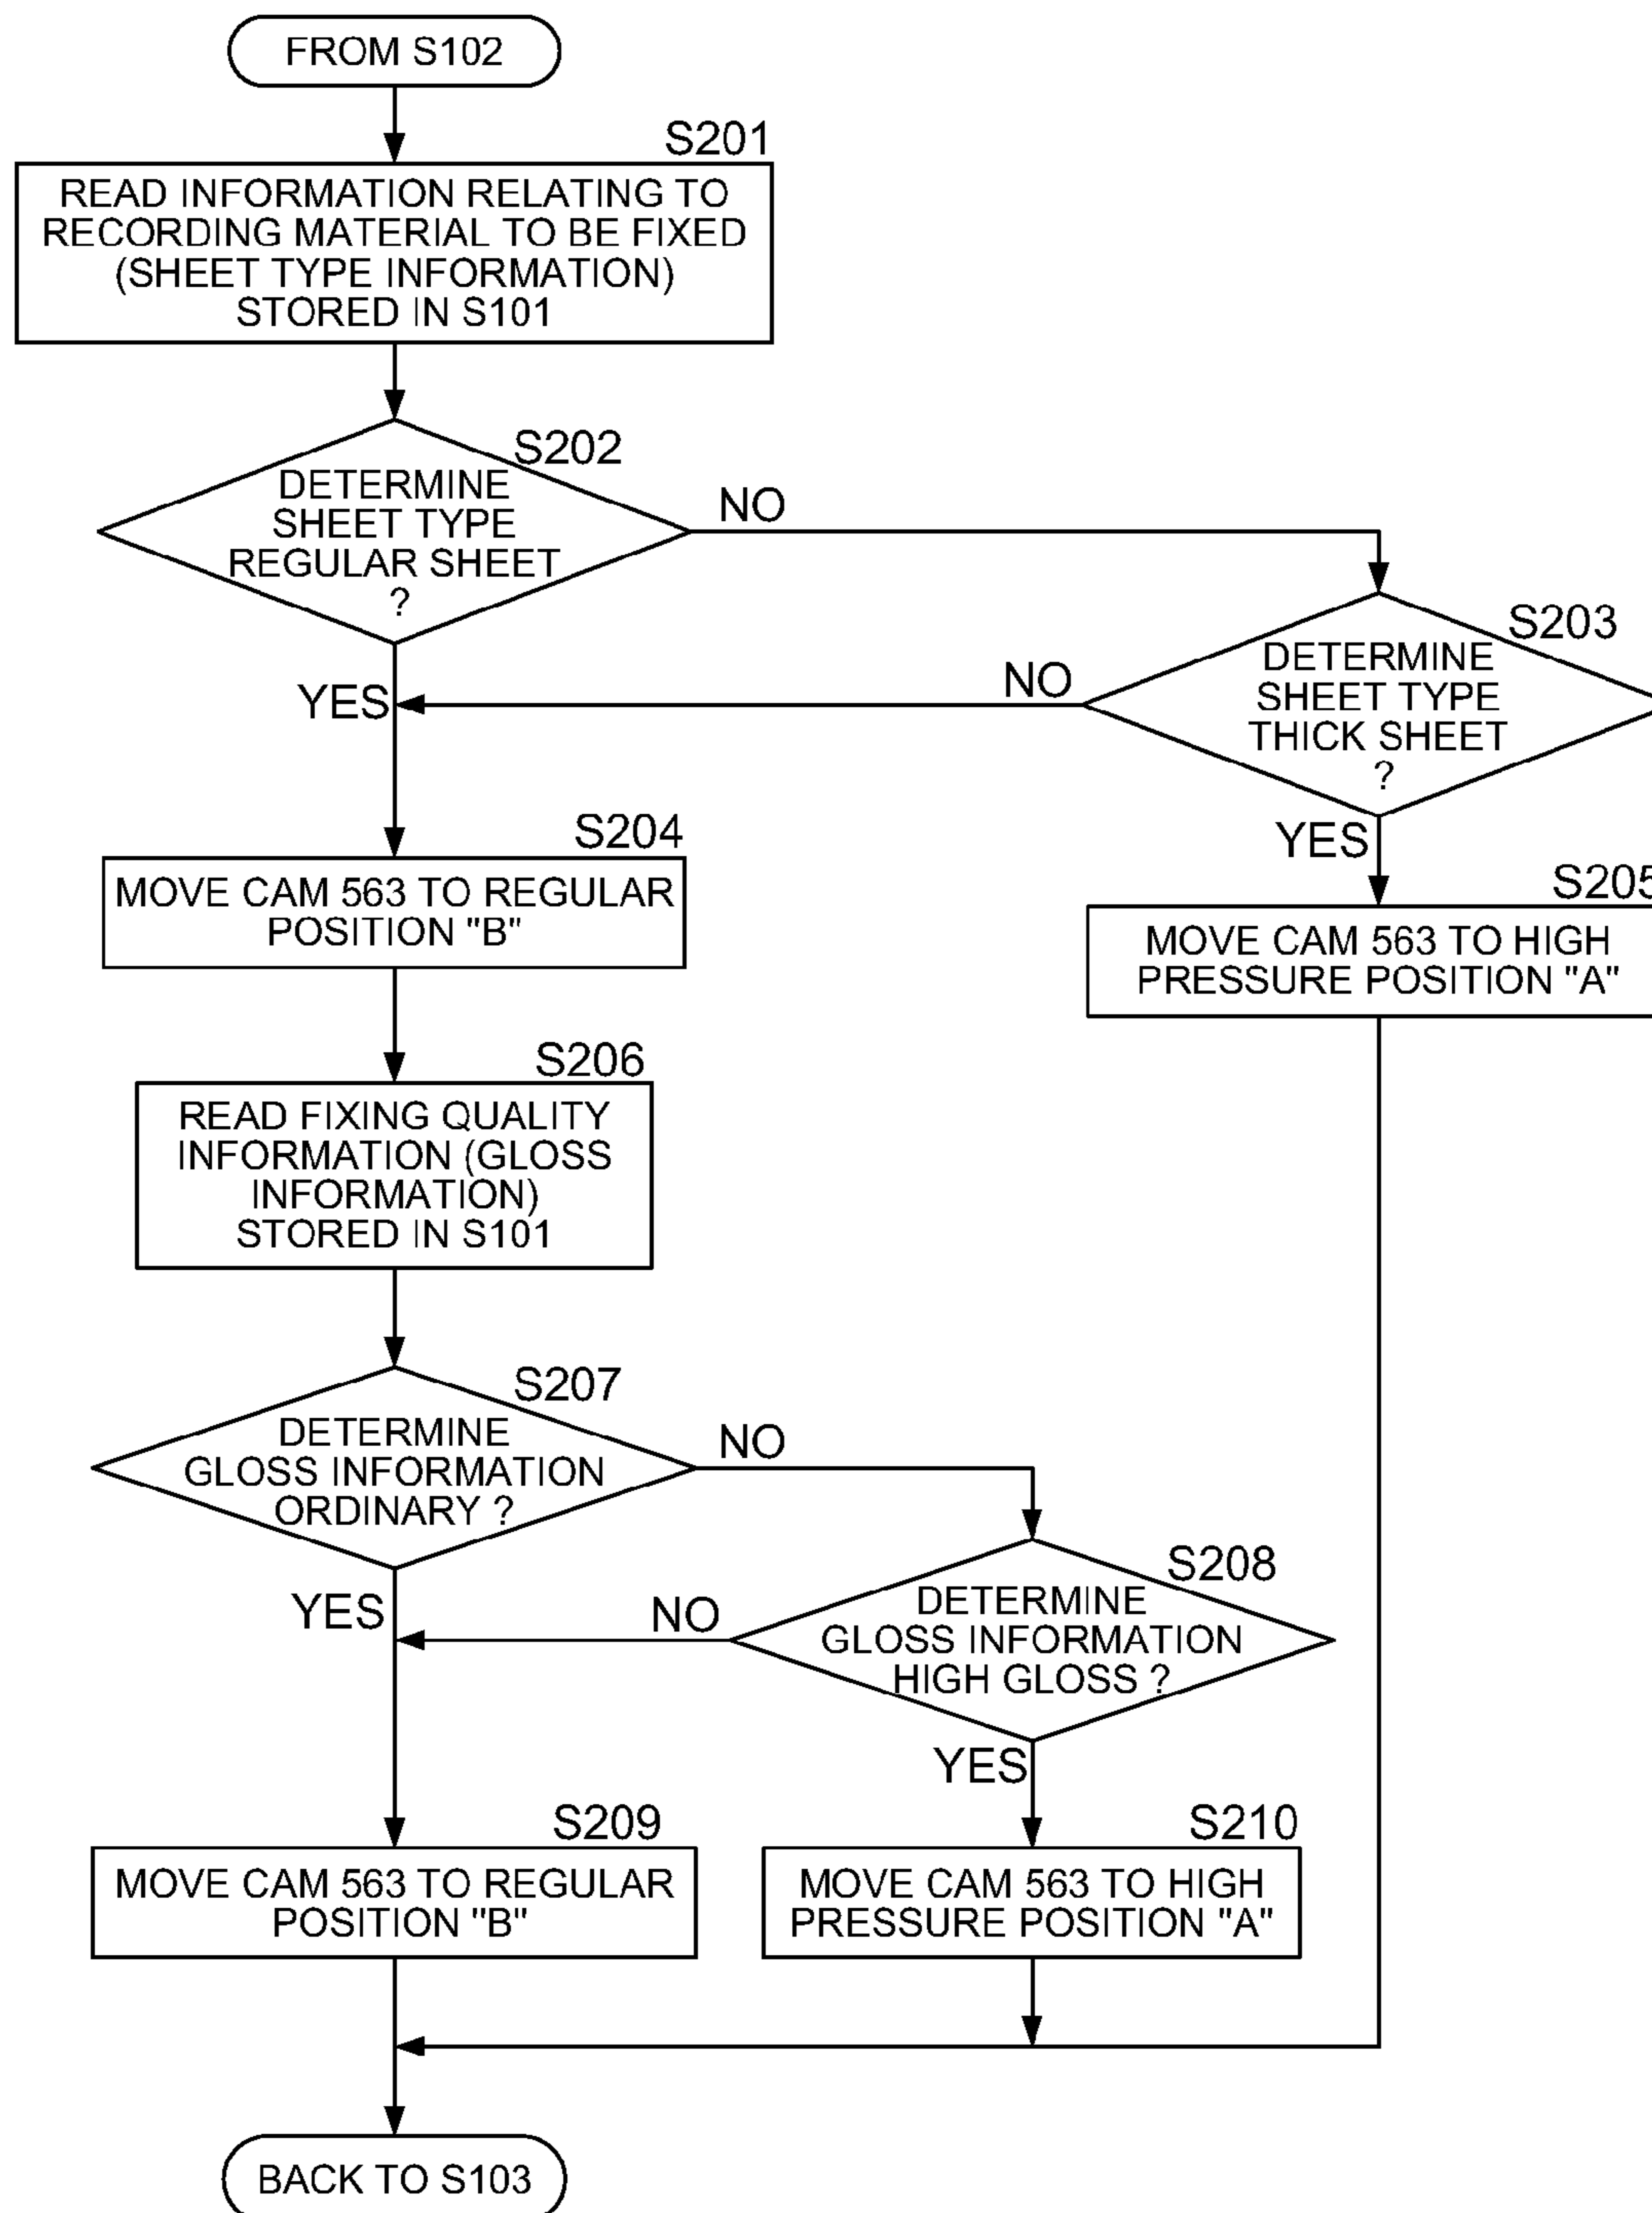 FROM S102
S201
READ INFORMATION RELATING TO
RECORDING MATERIAL TO BE FIXED
(SHEET TYPE INFORMATION)
STORED IN S101
S202
DETERMINE
SHEET TYPE
REGULAR SHEET
?
NO
YES
S203
DETERMINE
SHEET TYPE
THICK SHEET
?
NO
YES
S204
MOVE CAM 563 TO REGULAR
POSITION "B"
S205
MOVE CAM 563 TO HIGH
PRESSURE POSITION "A"
S206
READ FIXING QUALITY
INFORMATION (GLOSS
INFORMATION)
STORED IN S101
S207
DETERMINE
GLOSS INFORMATION
ORDINARY ?
NO
YES
S208
DETERMINE
GLOSS INFORMATION
HIGH GLOSS ?
NO
YES
S209
MOVE CAM 563 TO REGULAR
POSITION "B"
S210
MOVE CAM 563 TO HIGH
PRESSURE POSITION "A"
BACK TO S103